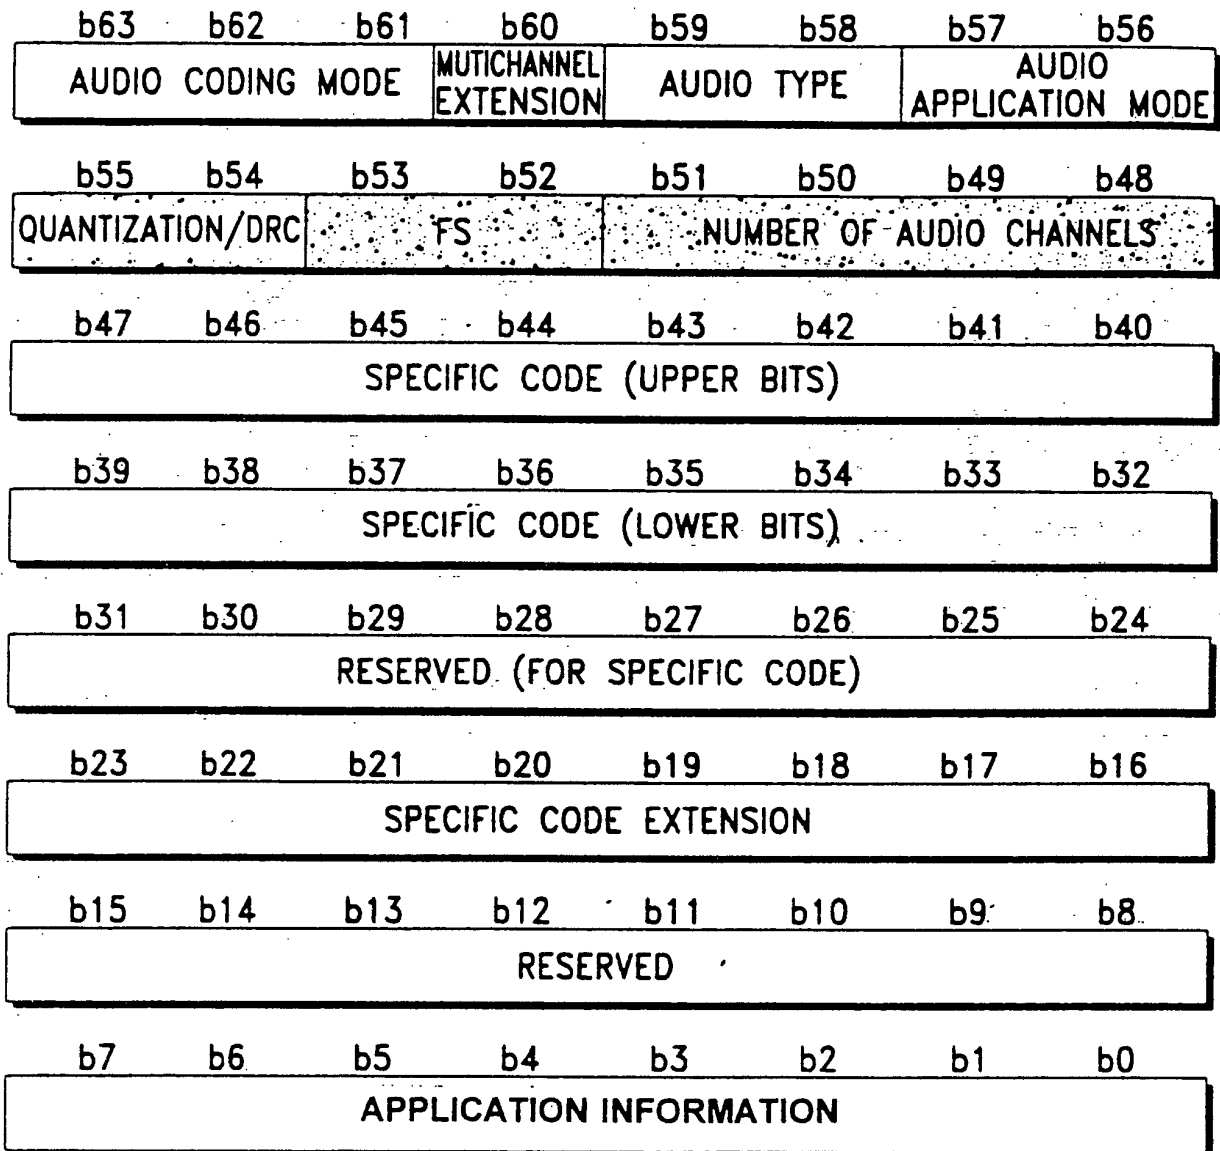 b63 b62 b61 b60 b59 b58 b57 b56
AUDIO CODING MODE
MUTICHANNEL
EXTENSION
AUDIO TYPE
AUDIO
APPLICATION MODE
b55 b54 b53 b52 b51 b50 b49 b48
QUANTIZATION/DRC FS NUMBER OF AUDIO CHANNELS
b47 b46 b45 b44 b43 b42 b41 b40
SPECIFIC CODE (UPPER BITS)
b39 b38 b37 b36 b35 b34 b33 b32
SPECIFIC CODE (LOWER BITS)
b31 b30 b29 b28 b27 b26 b25 b24
RESERVED (FOR SPECIFIC CODE)
b23 b22 b21 b20 b19 b18 b17 b16
SPECIFIC CODE EXTENSION
b15 b14 b13 b12 b11 b10 b9 b8
RESERVED
b7 b6 b5 b4 b3 b2 b1 b0
APPLICATION INFORMATION